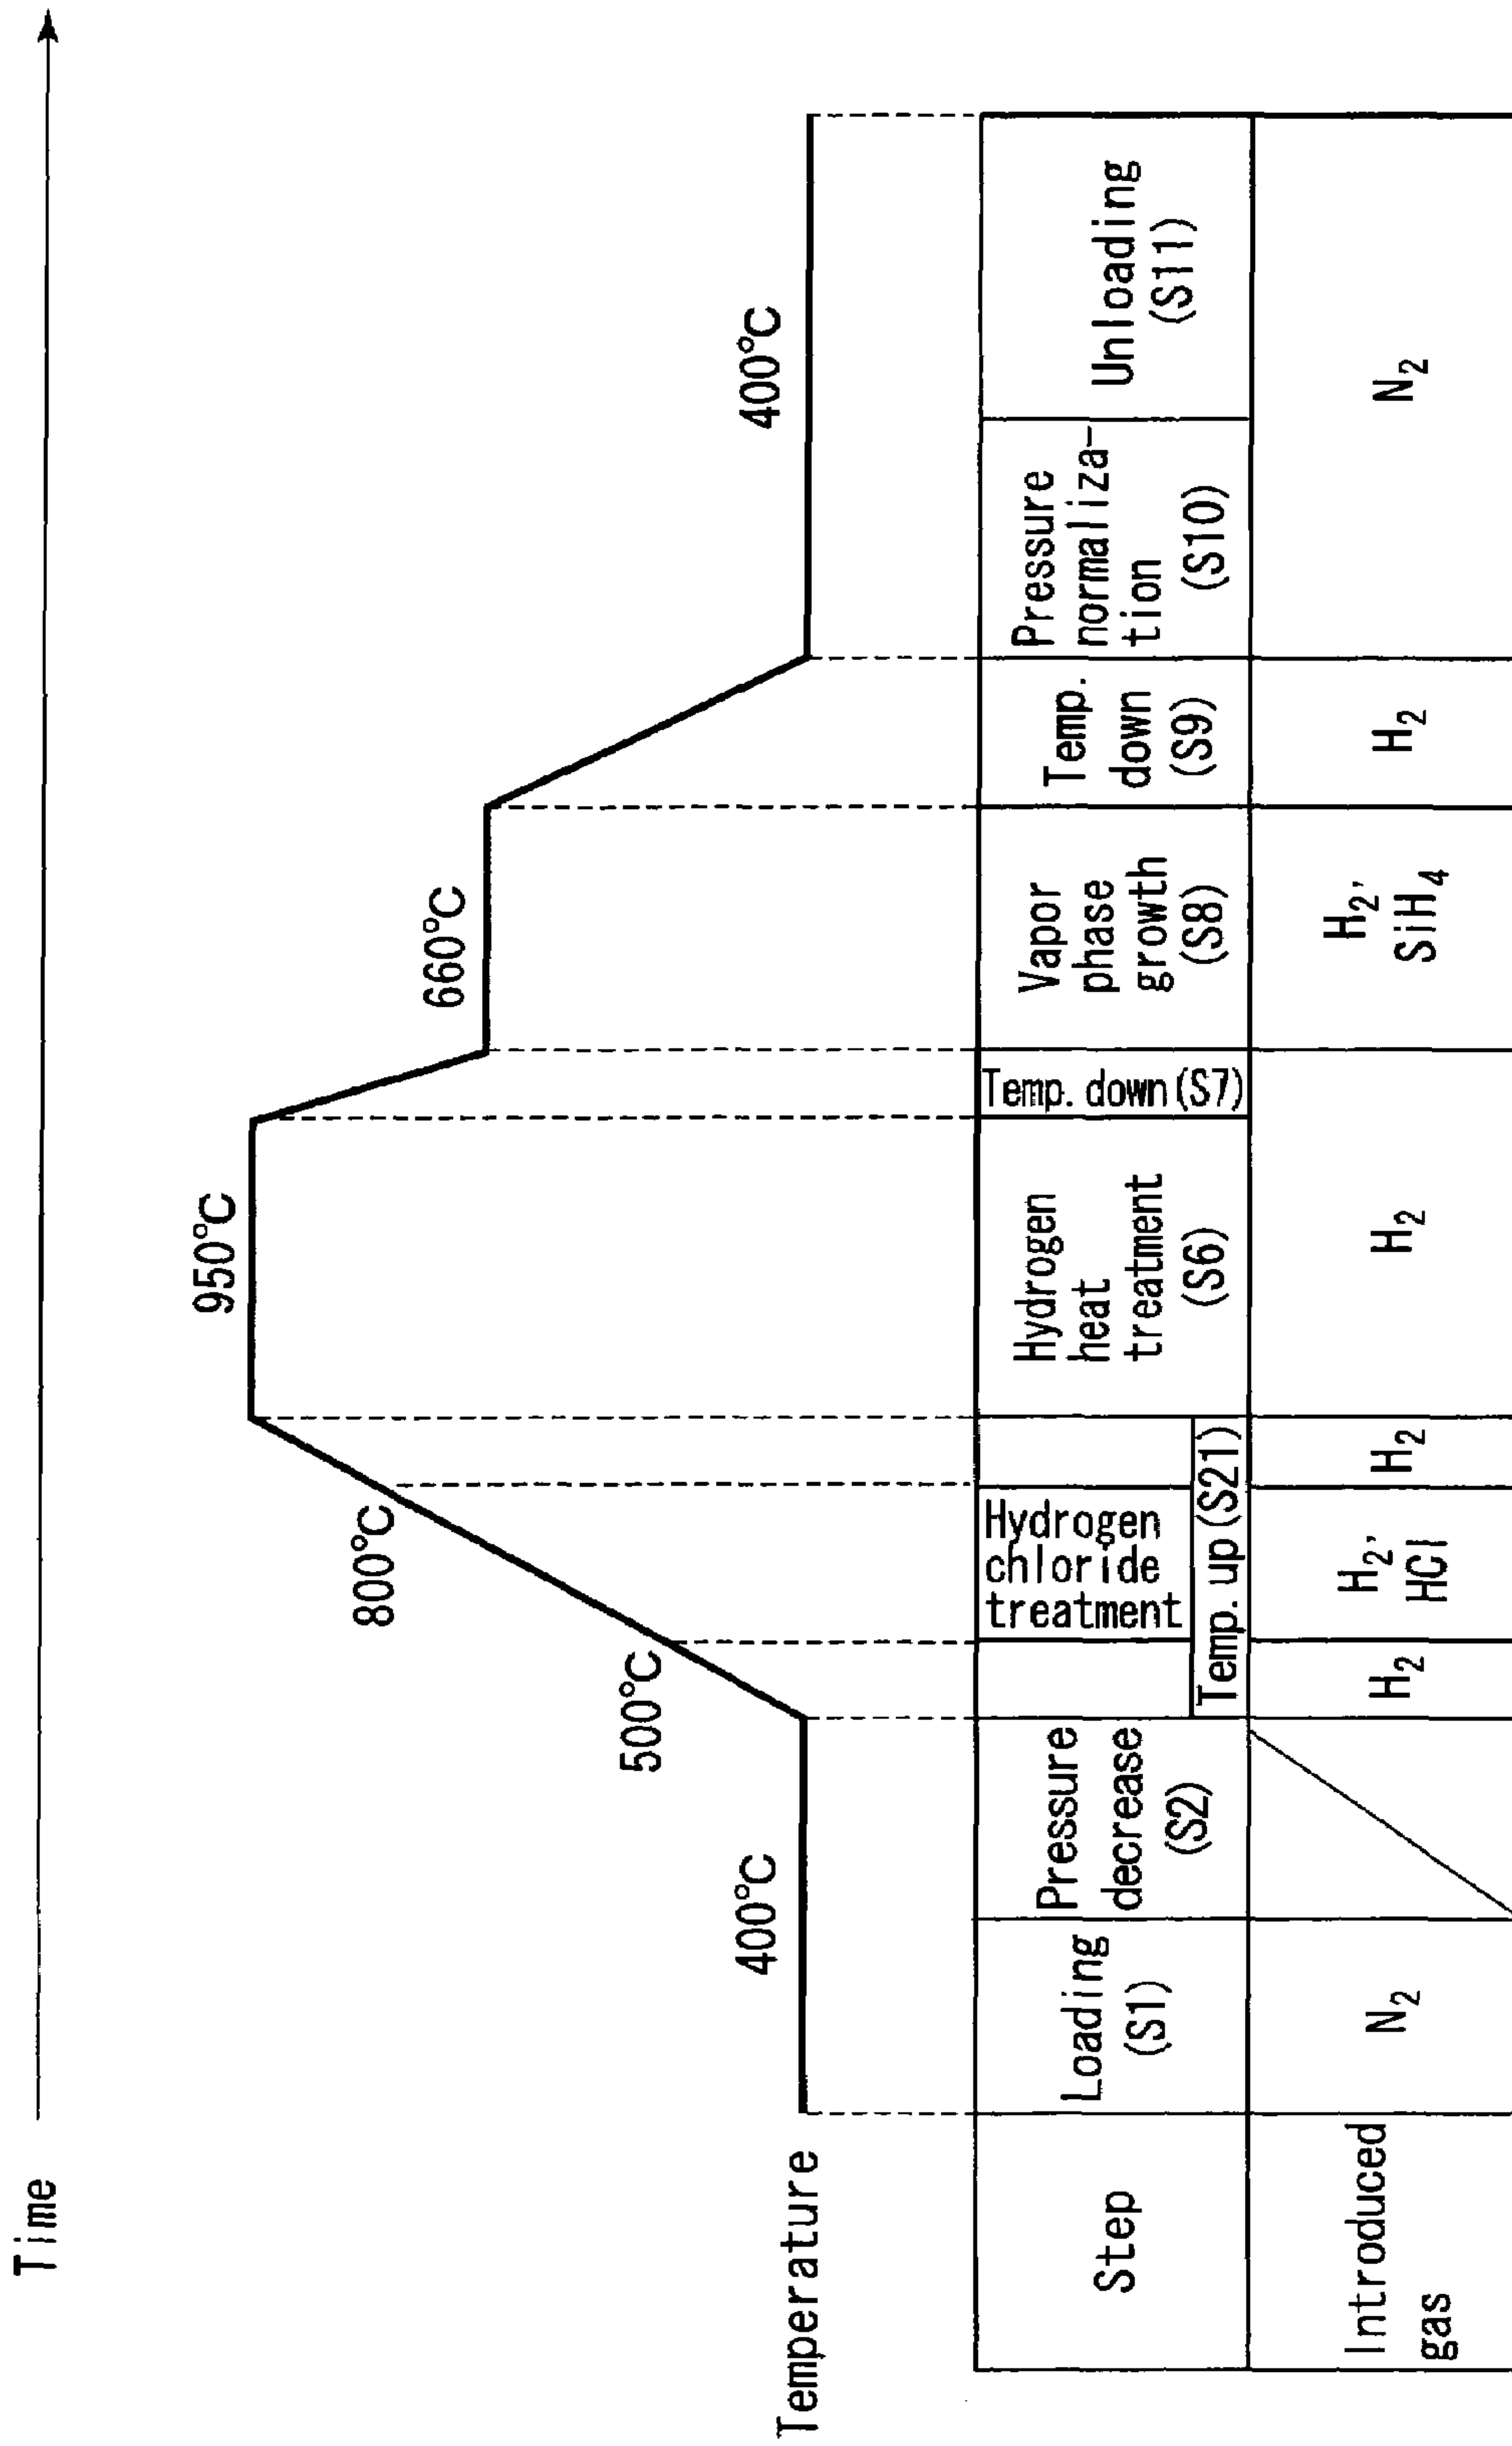 Time
950°C
800°C
660°C
500°C
400°C
400°C
Temperature
Step
Loading
(S1)
Pressure
decrease
(S2)
Hydrogen
chloride
treatment
Temp. up(S21)
Hydrogen
heat
treatment
(S6)
Temp. down(S7)
Vapor
phase
growth
(S8)
Temp.
down
(S9)
Pressure
normaliza-
tion
(S10)
Unloading
(S11)
Introduced
gas
N2
H2
H2,
HCl
H2
H2
H2,
SiH4
H2
N2